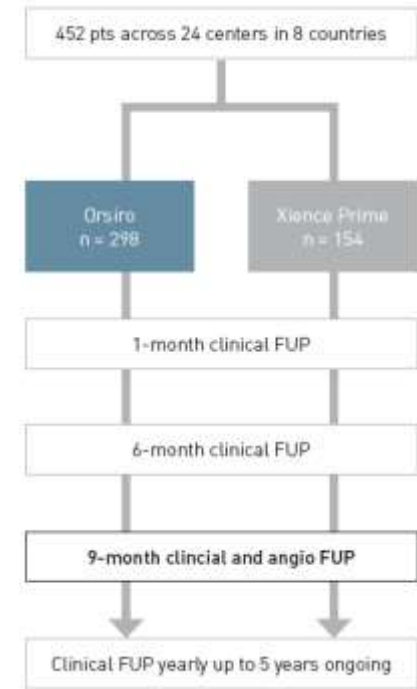 452 pts across 24 centers in 8 countries
Orsiro
n = 298
Xience Prime
n = 154
1-month clinical FUP
6-month clinical FUP
9-month clincial and angio FUP
Clinical FUP yearly up to 5 years ongoing